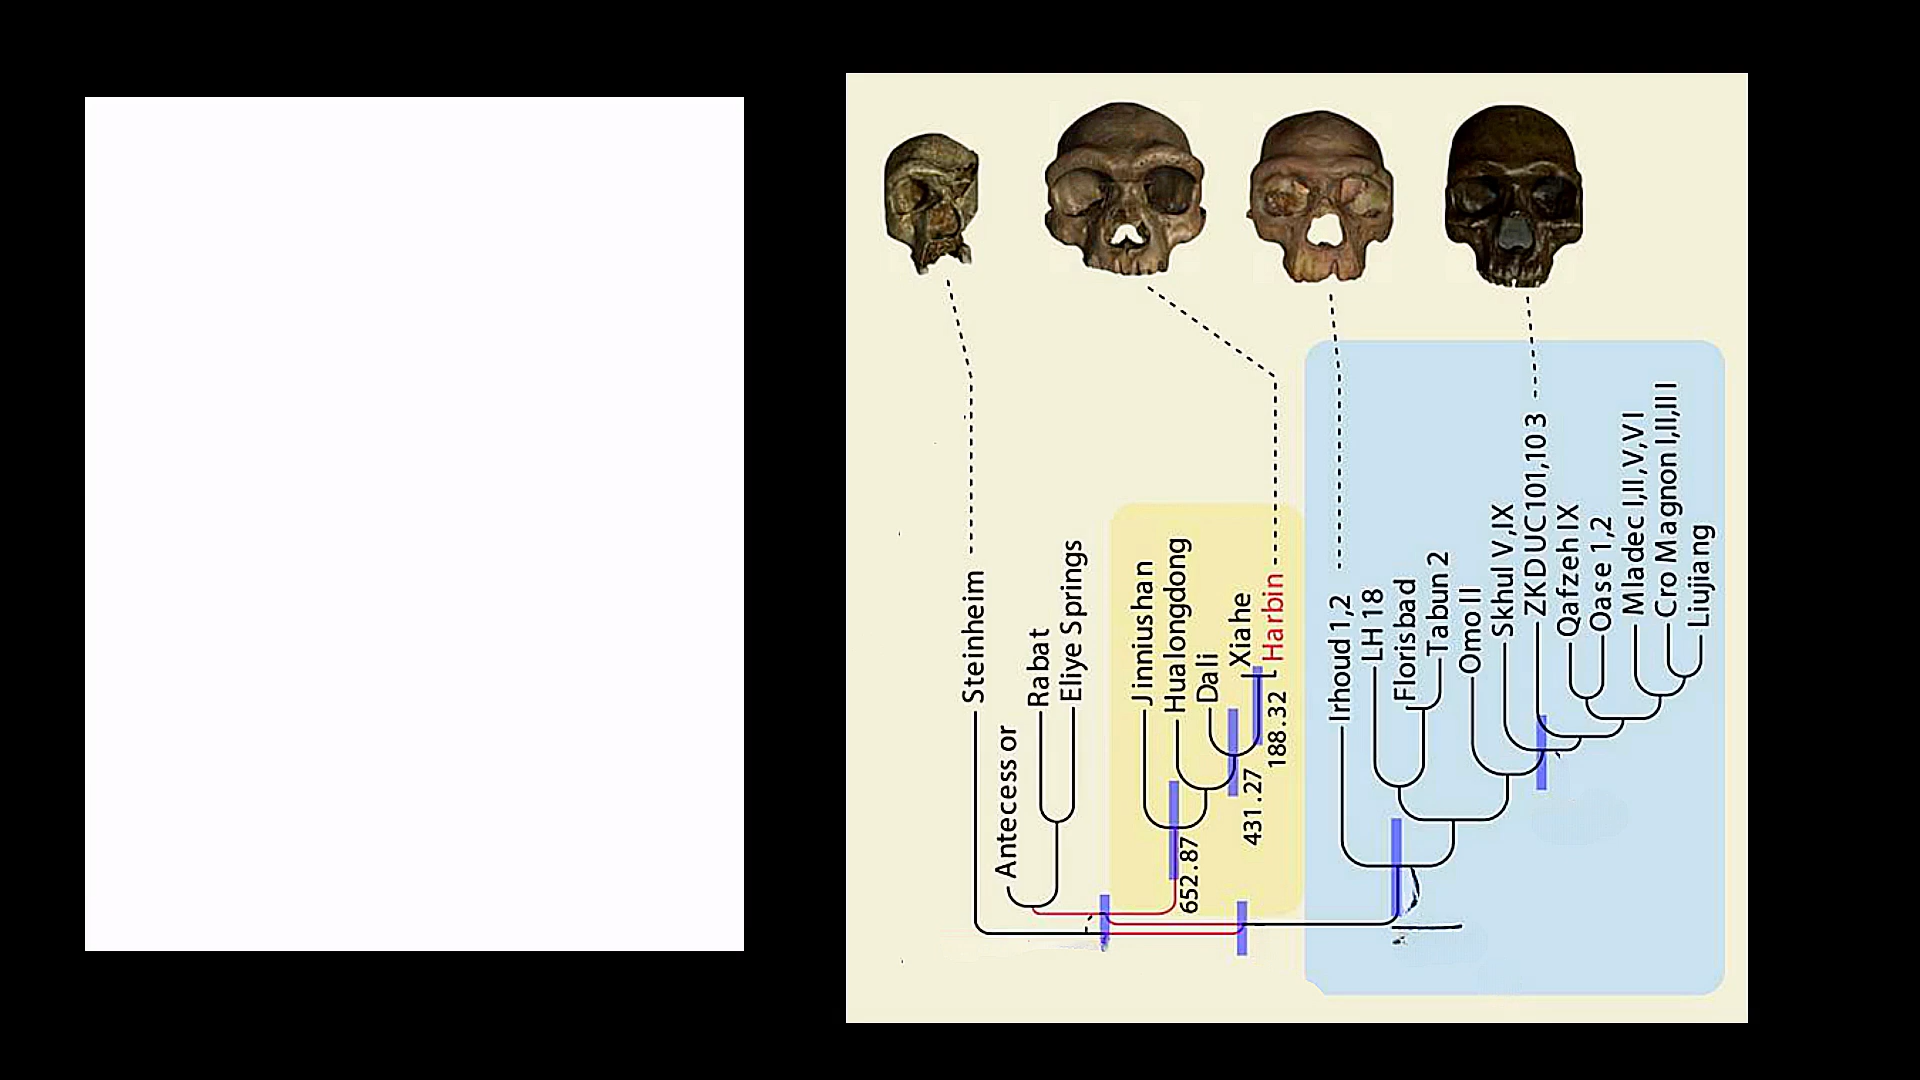 Steinheim
Antecess or
Rabat
Eliye Springs
Jinniushan
Hualongdong
Dali
Xiahe
Harbin
652.87
431.27
188.32
Irhoud 1,2
LH 18
Florisbad
Tabun 2
Omo II
Skhul V,IX
ZKDUC101,103
Qafzeh IX
Oase 1,2
Mladec I,II,V,VI
Cro Magnon I,II,III
Liujiang